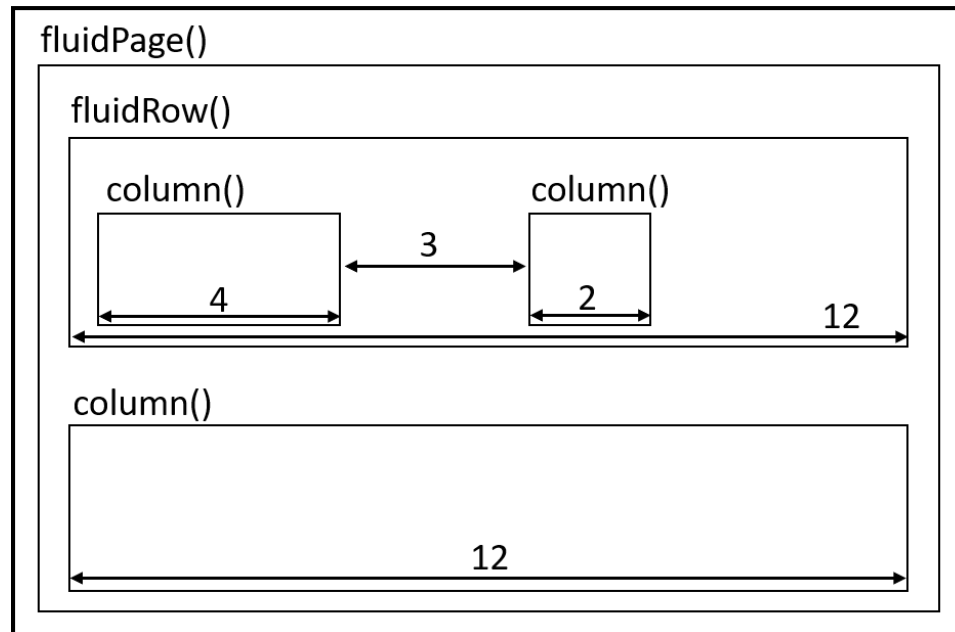 fluidPage()
fluidRow()
column() column()
3
4 2
12
column()
12